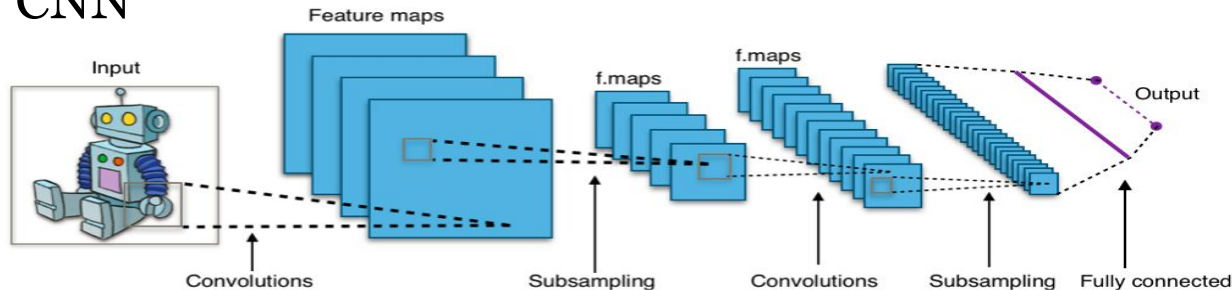 CNN
Feature maps
Input
f.maps
f.maps
Output
Convolutions
Subsampling
Convolutions
Subsampling
Fully connected